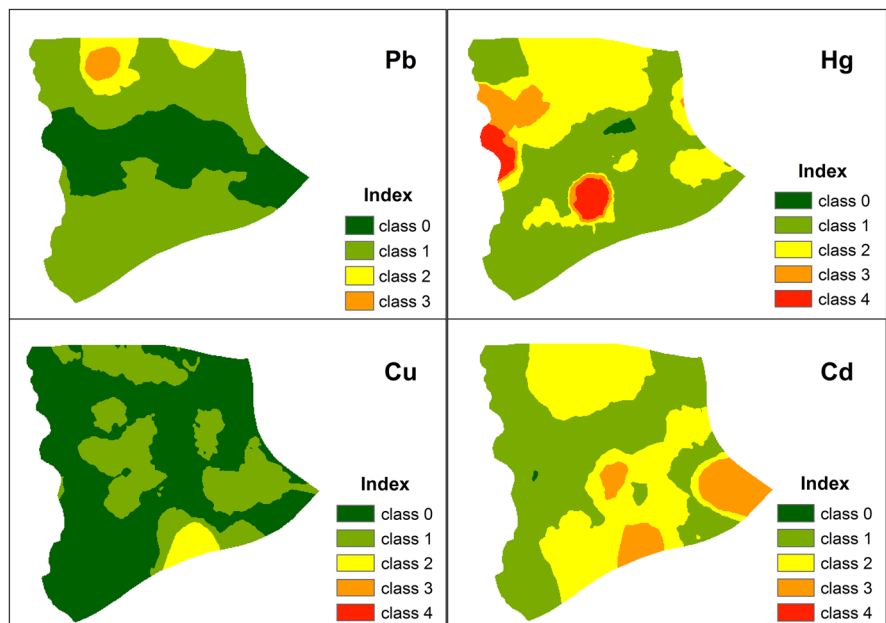 Pb
Index
class 0
class 1
class 2
class 3
Hg
Index
class 0
class 1
class 2
class 3
class 4
Cu
Index
class 0
class 1
class 2
class 3
class 4
Cd
Index
class 0
class 1
class 2
class 3
class 4